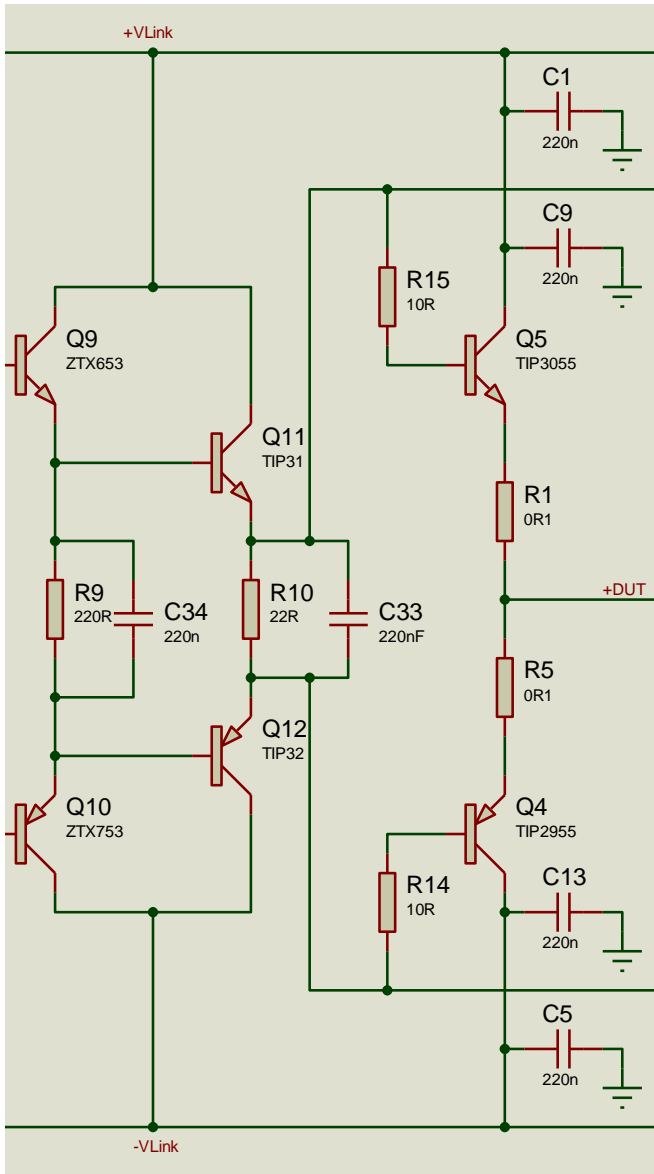 +VLink
C1
220n
C9
220n
R15
10R
Q9
ZTX653
Q5
TIP3055
Q11
TIP31
R1
0R1
R9
220R
C34
220n
R10
22R
C33
220nF
+DUT
R5
0R1
Q12
TIP32
Q10
ZTX753
Q4
TIP2955
R14
10R
C13
220n
C5
220n
-VLink